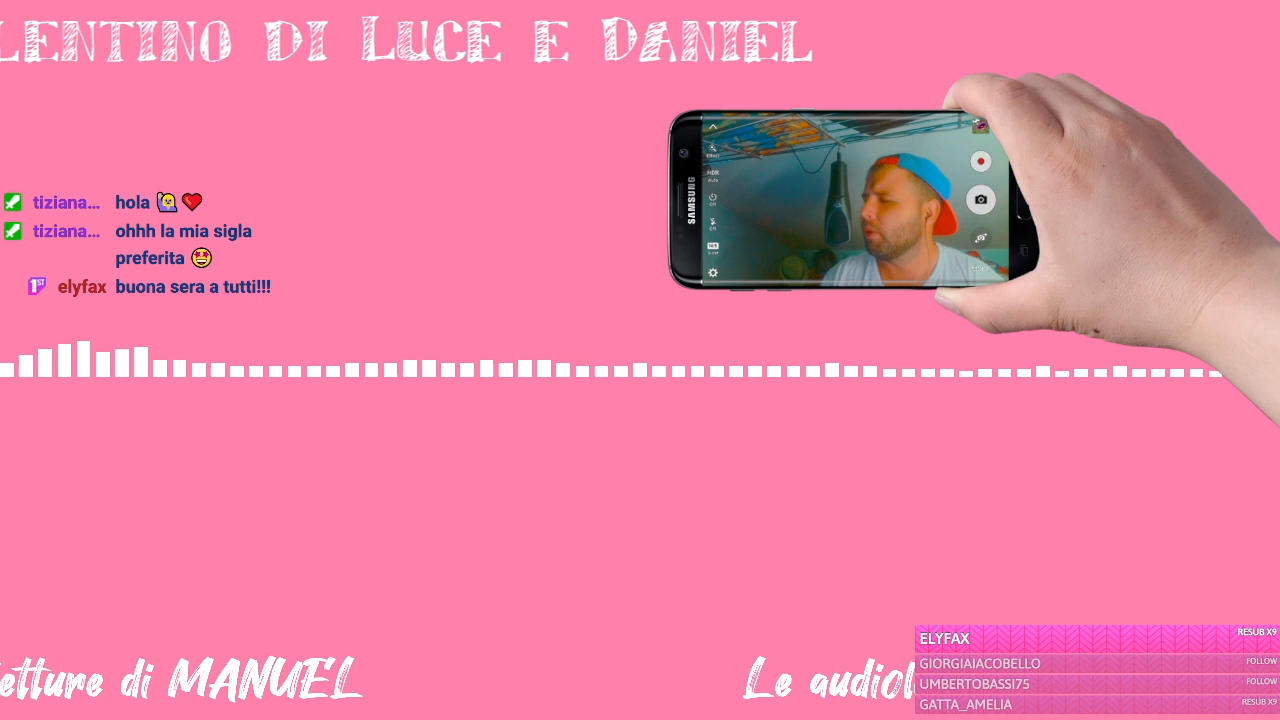 LENTINO DI LUCE E DANIEL
SAMSUNG
tiziana... hola
tiziana... ohhh la mia sigla
preferita
1ST elyfax buona sera a tutti!!!
etture di MANUEL
Le audiol
ELYFAX RESUB X9
GIORGIAIACOBELLO FOLLOW
UMBERTOBASSI75 FOLLOW
GATTA_AMELIA RESUB X9